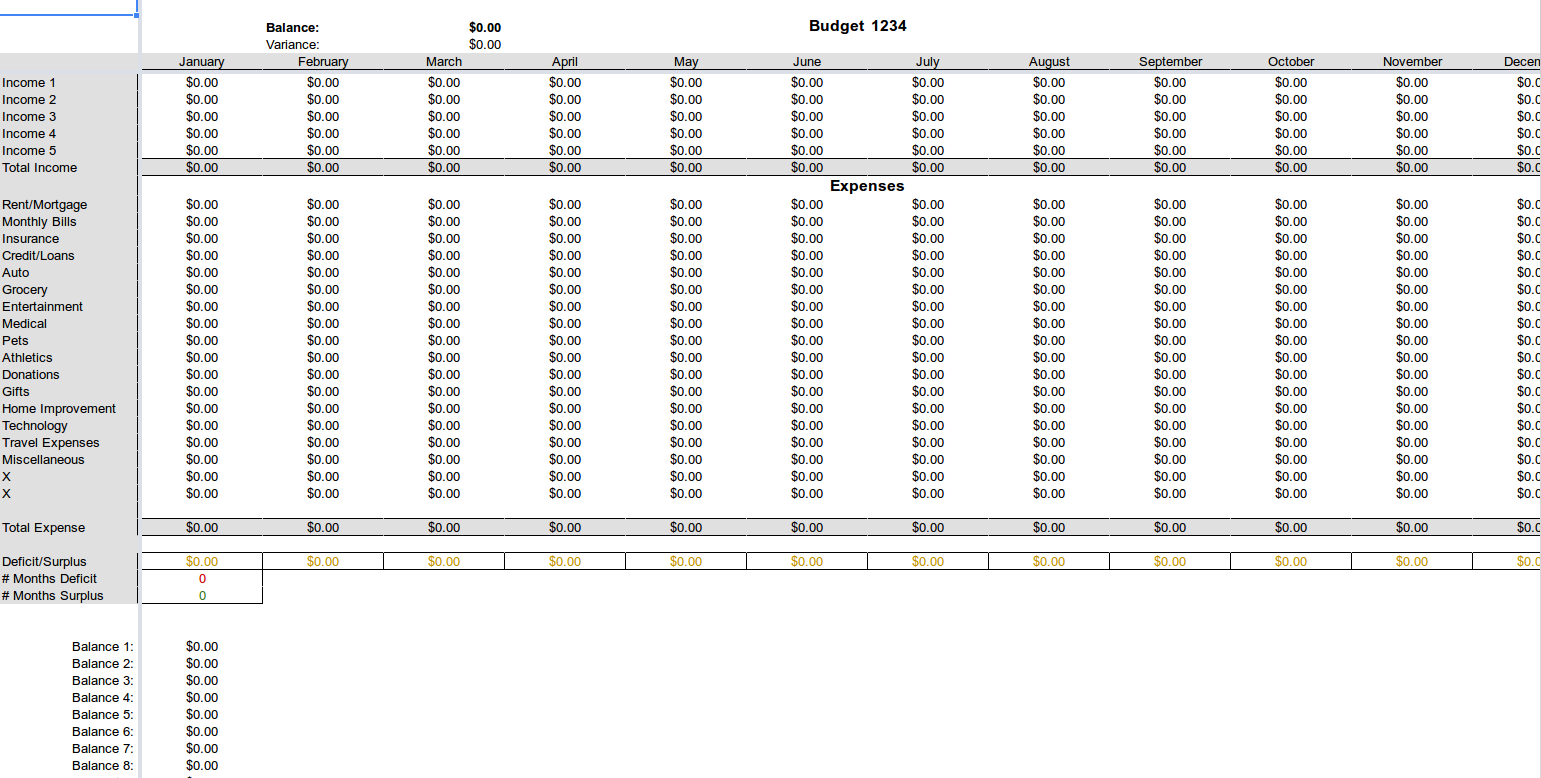 Balance: $0.00 Budget 1234
Variance: $0.00
January February March April May June July August September October November Decem
Income 1 $0.00 $0.00 $0.00 $0.00 $0.00 $0.00 $0.00 $0.00 $0.00 $0.00 $0.00 $0.0
Income 2 $0.00 $0.00 $0.00 $0.00 $0.00 $0.00 $0.00 $0.00 $0.00 $0.00 $0.00 $0.0
Income 3 $0.00 $0.00 $0.00 $0.00 $0.00 $0.00 $0.00 $0.00 $0.00 $0.00 $0.00 $0.0
Income 4 $0.00 $0.00 $0.00 $0.00 $0.00 $0.00 $0.00 $0.00 $0.00 $0.00 $0.00 $0.0
Income 5 $0.00 $0.00 $0.00 $0.00 $0.00 $0.00 $0.00 $0.00 $0.00 $0.00 $0.00 $0.0
Total Income $0.00 $0.00 $0.00 $0.00 $0.00 $0.00 $0.00 $0.00 $0.00 $0.00 $0.00 $0.0
Expenses
Rent/Mortgage $0.00 $0.00 $0.00 $0.00 $0.00 $0.00 $0.00 $0.00 $0.00 $0.00 $0.00 $0.0
Monthly Bills $0.00 $0.00 $0.00 $0.00 $0.00 $0.00 $0.00 $0.00 $0.00 $0.00 $0.00 $0.0
Insurance $0.00 $0.00 $0.00 $0.00 $0.00 $0.00 $0.00 $0.00 $0.00 $0.00 $0.00 $0.0
Credit/Loans $0.00 $0.00 $0.00 $0.00 $0.00 $0.00 $0.00 $0.00 $0.00 $0.00 $0.00 $0.0
Auto $0.00 $0.00 $0.00 $0.00 $0.00 $0.00 $0.00 $0.00 $0.00 $0.00 $0.00 $0.0
Grocery $0.00 $0.00 $0.00 $0.00 $0.00 $0.00 $0.00 $0.00 $0.00 $0.00 $0.00 $0.0
Entertainment $0.00 $0.00 $0.00 $0.00 $0.00 $0.00 $0.00 $0.00 $0.00 $0.00 $0.00 $0.0
Medical $0.00 $0.00 $0.00 $0.00 $0.00 $0.00 $0.00 $0.00 $0.00 $0.00 $0.00 $0.0
Pets $0.00 $0.00 $0.00 $0.00 $0.00 $0.00 $0.00 $0.00 $0.00 $0.00 $0.00 $0.0
Athletics $0.00 $0.00 $0.00 $0.00 $0.00 $0.00 $0.00 $0.00 $0.00 $0.00 $0.00 $0.0
Donations $0.00 $0.00 $0.00 $0.00 $0.00 $0.00 $0.00 $0.00 $0.00 $0.00 $0.00 $0.0
Gifts $0.00 $0.00 $0.00 $0.00 $0.00 $0.00 $0.00 $0.00 $0.00 $0.00 $0.00 $0.0
Home Improvement $0.00 $0.00 $0.00 $0.00 $0.00 $0.00 $0.00 $0.00 $0.00 $0.00 $0.00 $0.0
Technology $0.00 $0.00 $0.00 $0.00 $0.00 $0.00 $0.00 $0.00 $0.00 $0.00 $0.00 $0.0
Travel Expenses $0.00 $0.00 $0.00 $0.00 $0.00 $0.00 $0.00 $0.00 $0.00 $0.00 $0.00 $0.0
Miscellaneous $0.00 $0.00 $0.00 $0.00 $0.00 $0.00 $0.00 $0.00 $0.00 $0.00 $0.00 $0.0
X $0.00 $0.00 $0.00 $0.00 $0.00 $0.00 $0.00 $0.00 $0.00 $0.00 $0.00 $0.0
X $0.00 $0.00 $0.00 $0.00 $0.00 $0.00 $0.00 $0.00 $0.00 $0.00 $0.00 $0.0
Total Expense $0.00 $0.00 $0.00 $0.00 $0.00 $0.00 $0.00 $0.00 $0.00 $0.00 $0.00 $0.0
Deficit/Surplus $0.00 $0.00 $0.00 $0.00 $0.00 $0.00 $0.00 $0.00 $0.00 $0.00 $0.00 $0.0
# Months Deficit 0
# Months Surplus 0
Balance 1: $0.00
Balance 2: $0.00
Balance 3: $0.00
Balance 4: $0.00
Balance 5: $0.00
Balance 6: $0.00
Balance 7: $0.00
Balance 8: $0.00